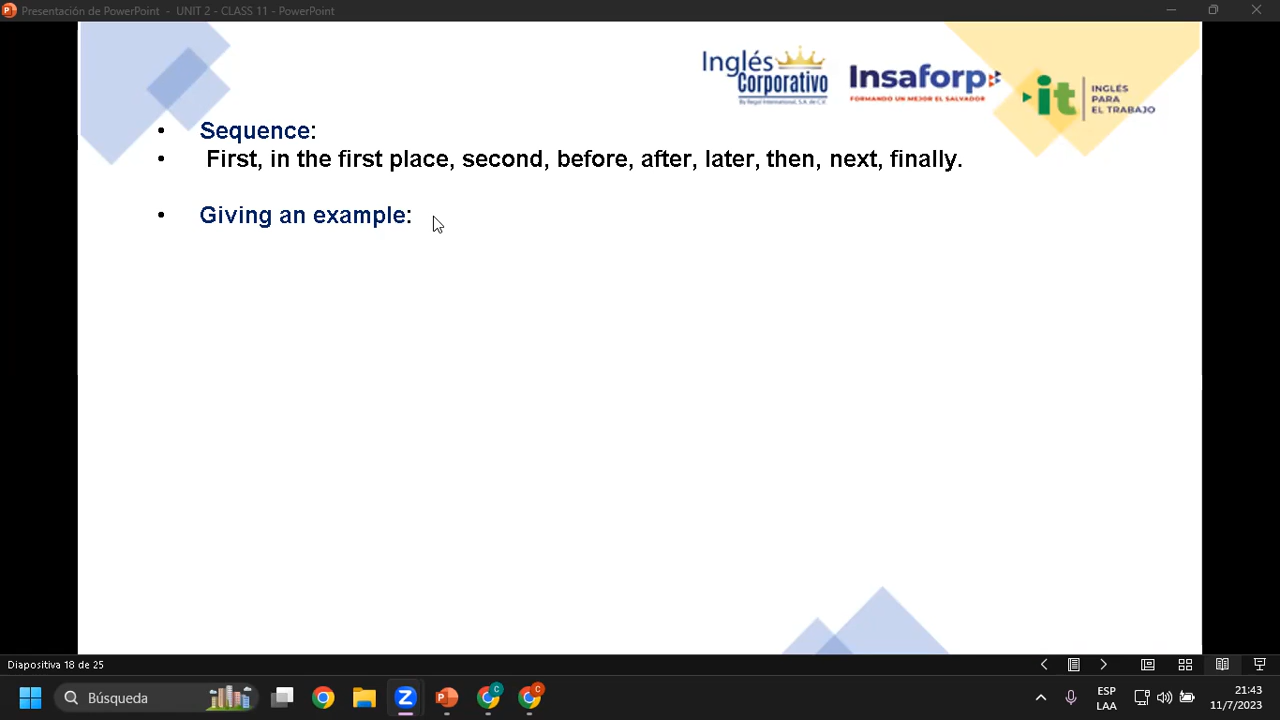 Presentación de PowerPoint - UNIT 2 - CLASS 11 - PowerPoint
Inglés
Corporativo
By Regal International, S.A. de C.V.
Insaforp
FORMANDO UN MEJOR EL SALVADOR
it
INGLÉS
PARA
EL TRABAJO
• Sequence:
• First, in the first place, second, before, after, later, then, next, finally.
• Giving an example:
Diapositiva 18 de 25
Búsqueda
ESP
LAA
21:43
11/7/2023